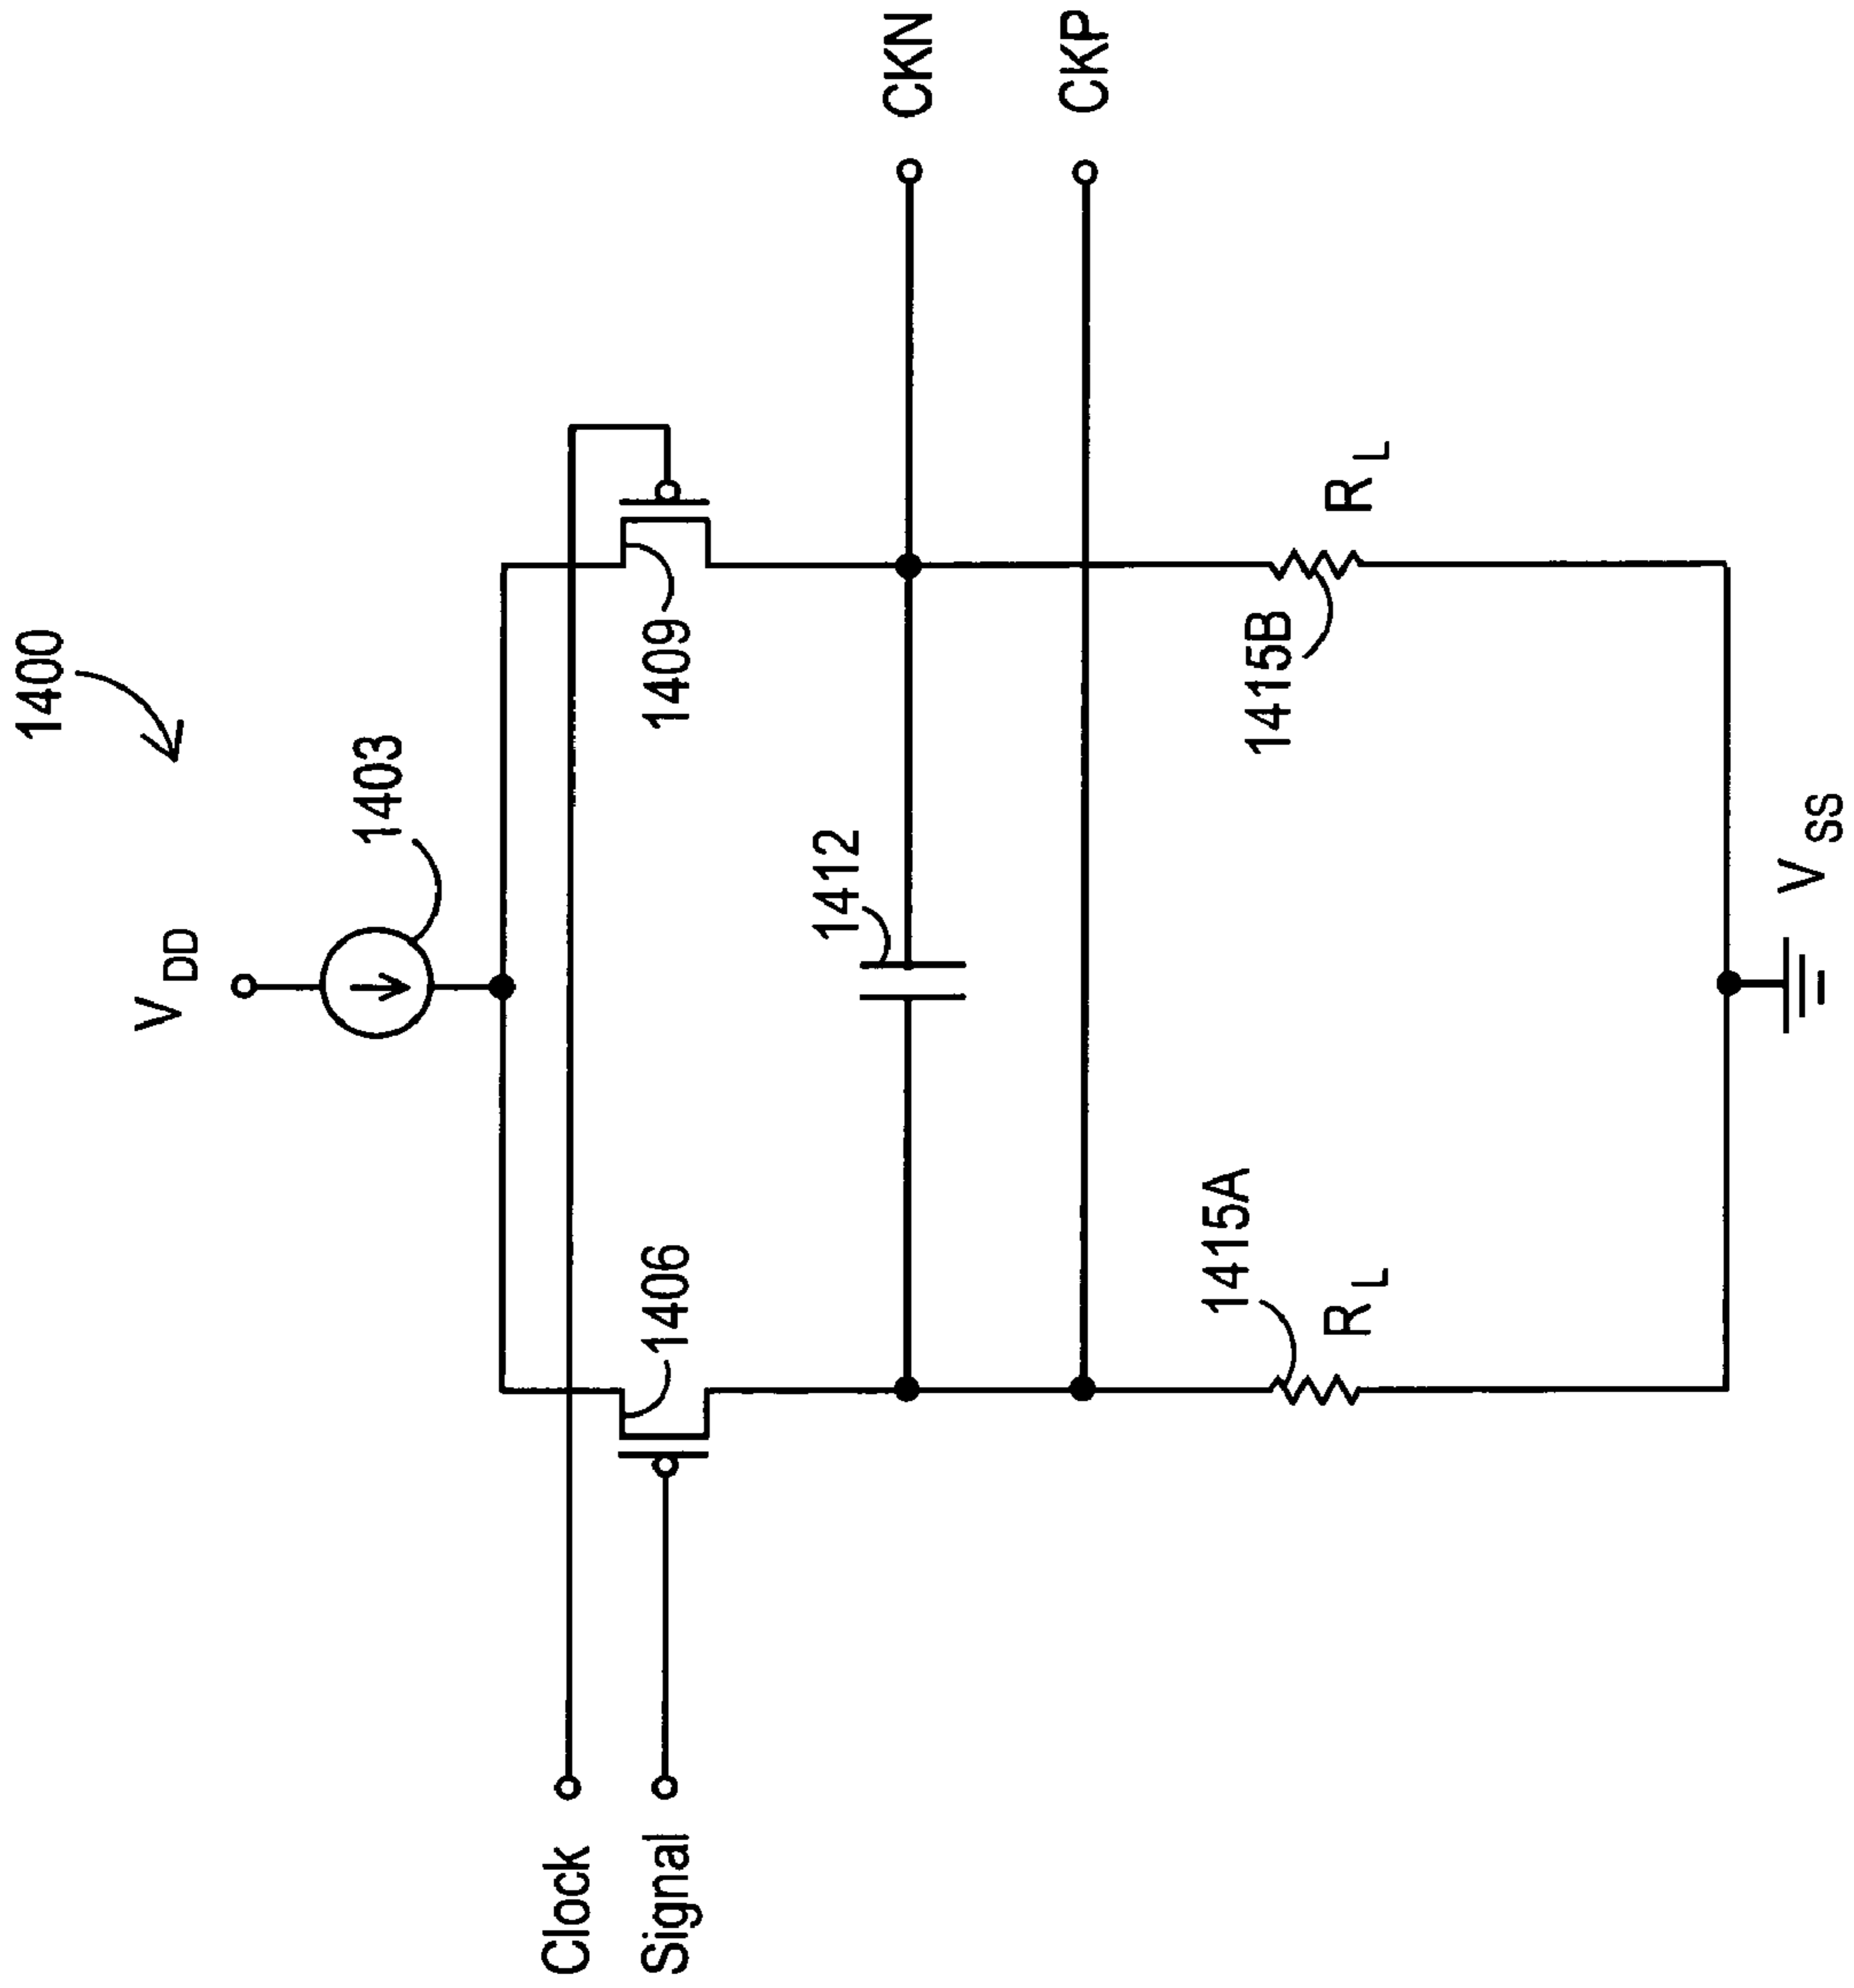 1400
V DD
1403
Clock
Signal
1406
1409
1412
CKN
CKP
1415A
R L
1415B
R L
V SS